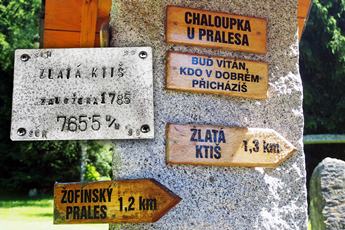 CHALOUPKA
U PRALESA
BUĎ VÍTÁN,
KDO V DOBRÉM
PŘICHÁZÍŠ
ZLATÁ KTIŠ
ZALOŽENA 1785
765.5 m
ZLATÁ
KTIŠ 1,3 km
ŽOFÍNSKÝ
PRALES 1,2 km